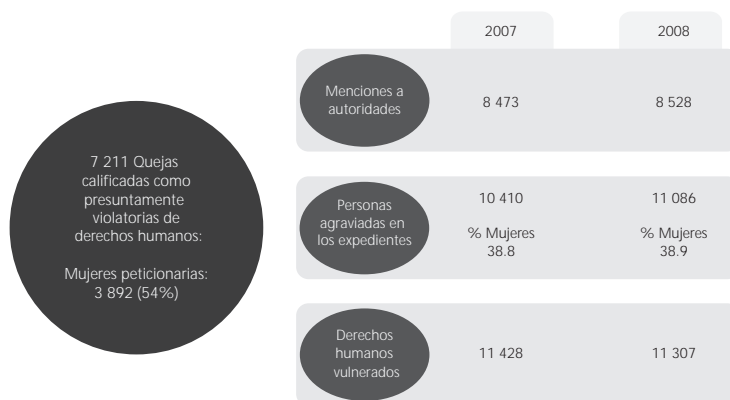 7 211 Quejas
calificadas como
presuntamente
violatorias de
derechos humanos:
Mujeres peticionarias:
3 892 (54%)
2007
2008
Menciones a
autoridades
8 473
8 528
Personas
agraviadas en
los expedientes
10 410
% Mujeres
38.8
11 086
% Mujeres
38.9
Derechos
humanos
vulnerados
11 428
11 307